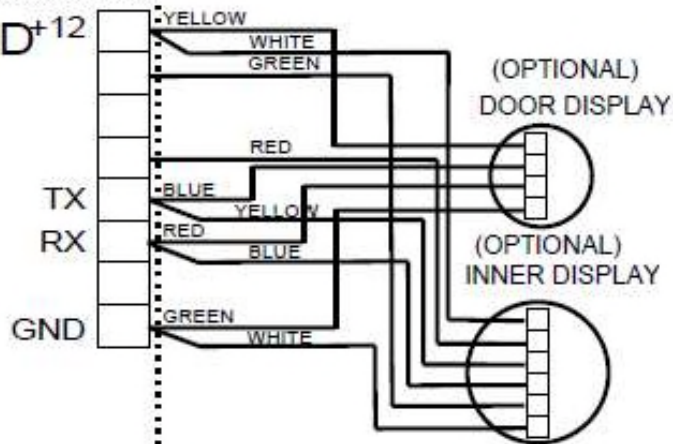 D+12
YELLOW
WHITE
GREEN
(OPTIONAL)
DOOR DISPLAY
RED
TX
BLUE
YELLOW
RX
RED
BLUE
(OPTIONAL)
INNER DISPLAY
GND
GREEN
WHITE